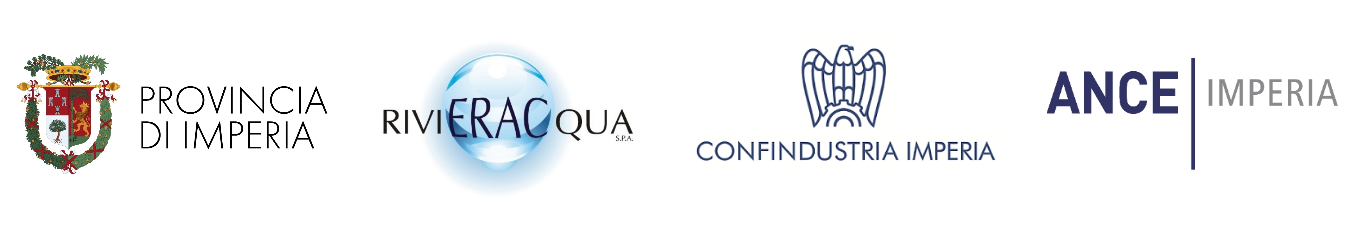 PROVINCIA
DI IMPERIA
RIVIERACQUA
S.P.A.
CONFINDUSTRIA IMPERIA
ANCE IMPERIA